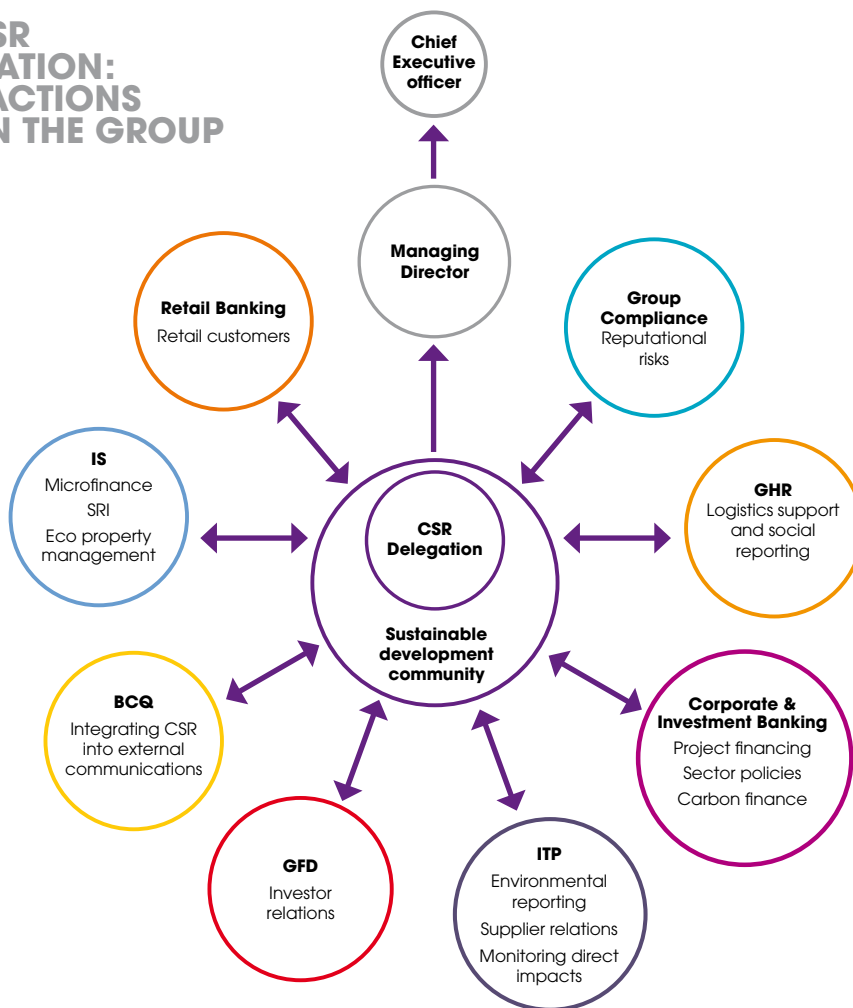 SR
ATION:
ACTIONS
N THE GROUP
Chief
Executive
officer
Managing
Director
Retail Banking
Retail customers
Group
Compliance
Reputational
risks
IS
Microfinance
SRI
Eco property
management
GHR
Logistics support
and social
reporting
CSR
Delegation
Sustainable
development
community
BCQ
Integrating CSR
into external
communications
Corporate &
Investment Banking
Project financing
Sector policies
Carbon finance
GFD
Investor
relations
ITP
Environmental
reporting
Supplier relations
Monitoring direct
impacts